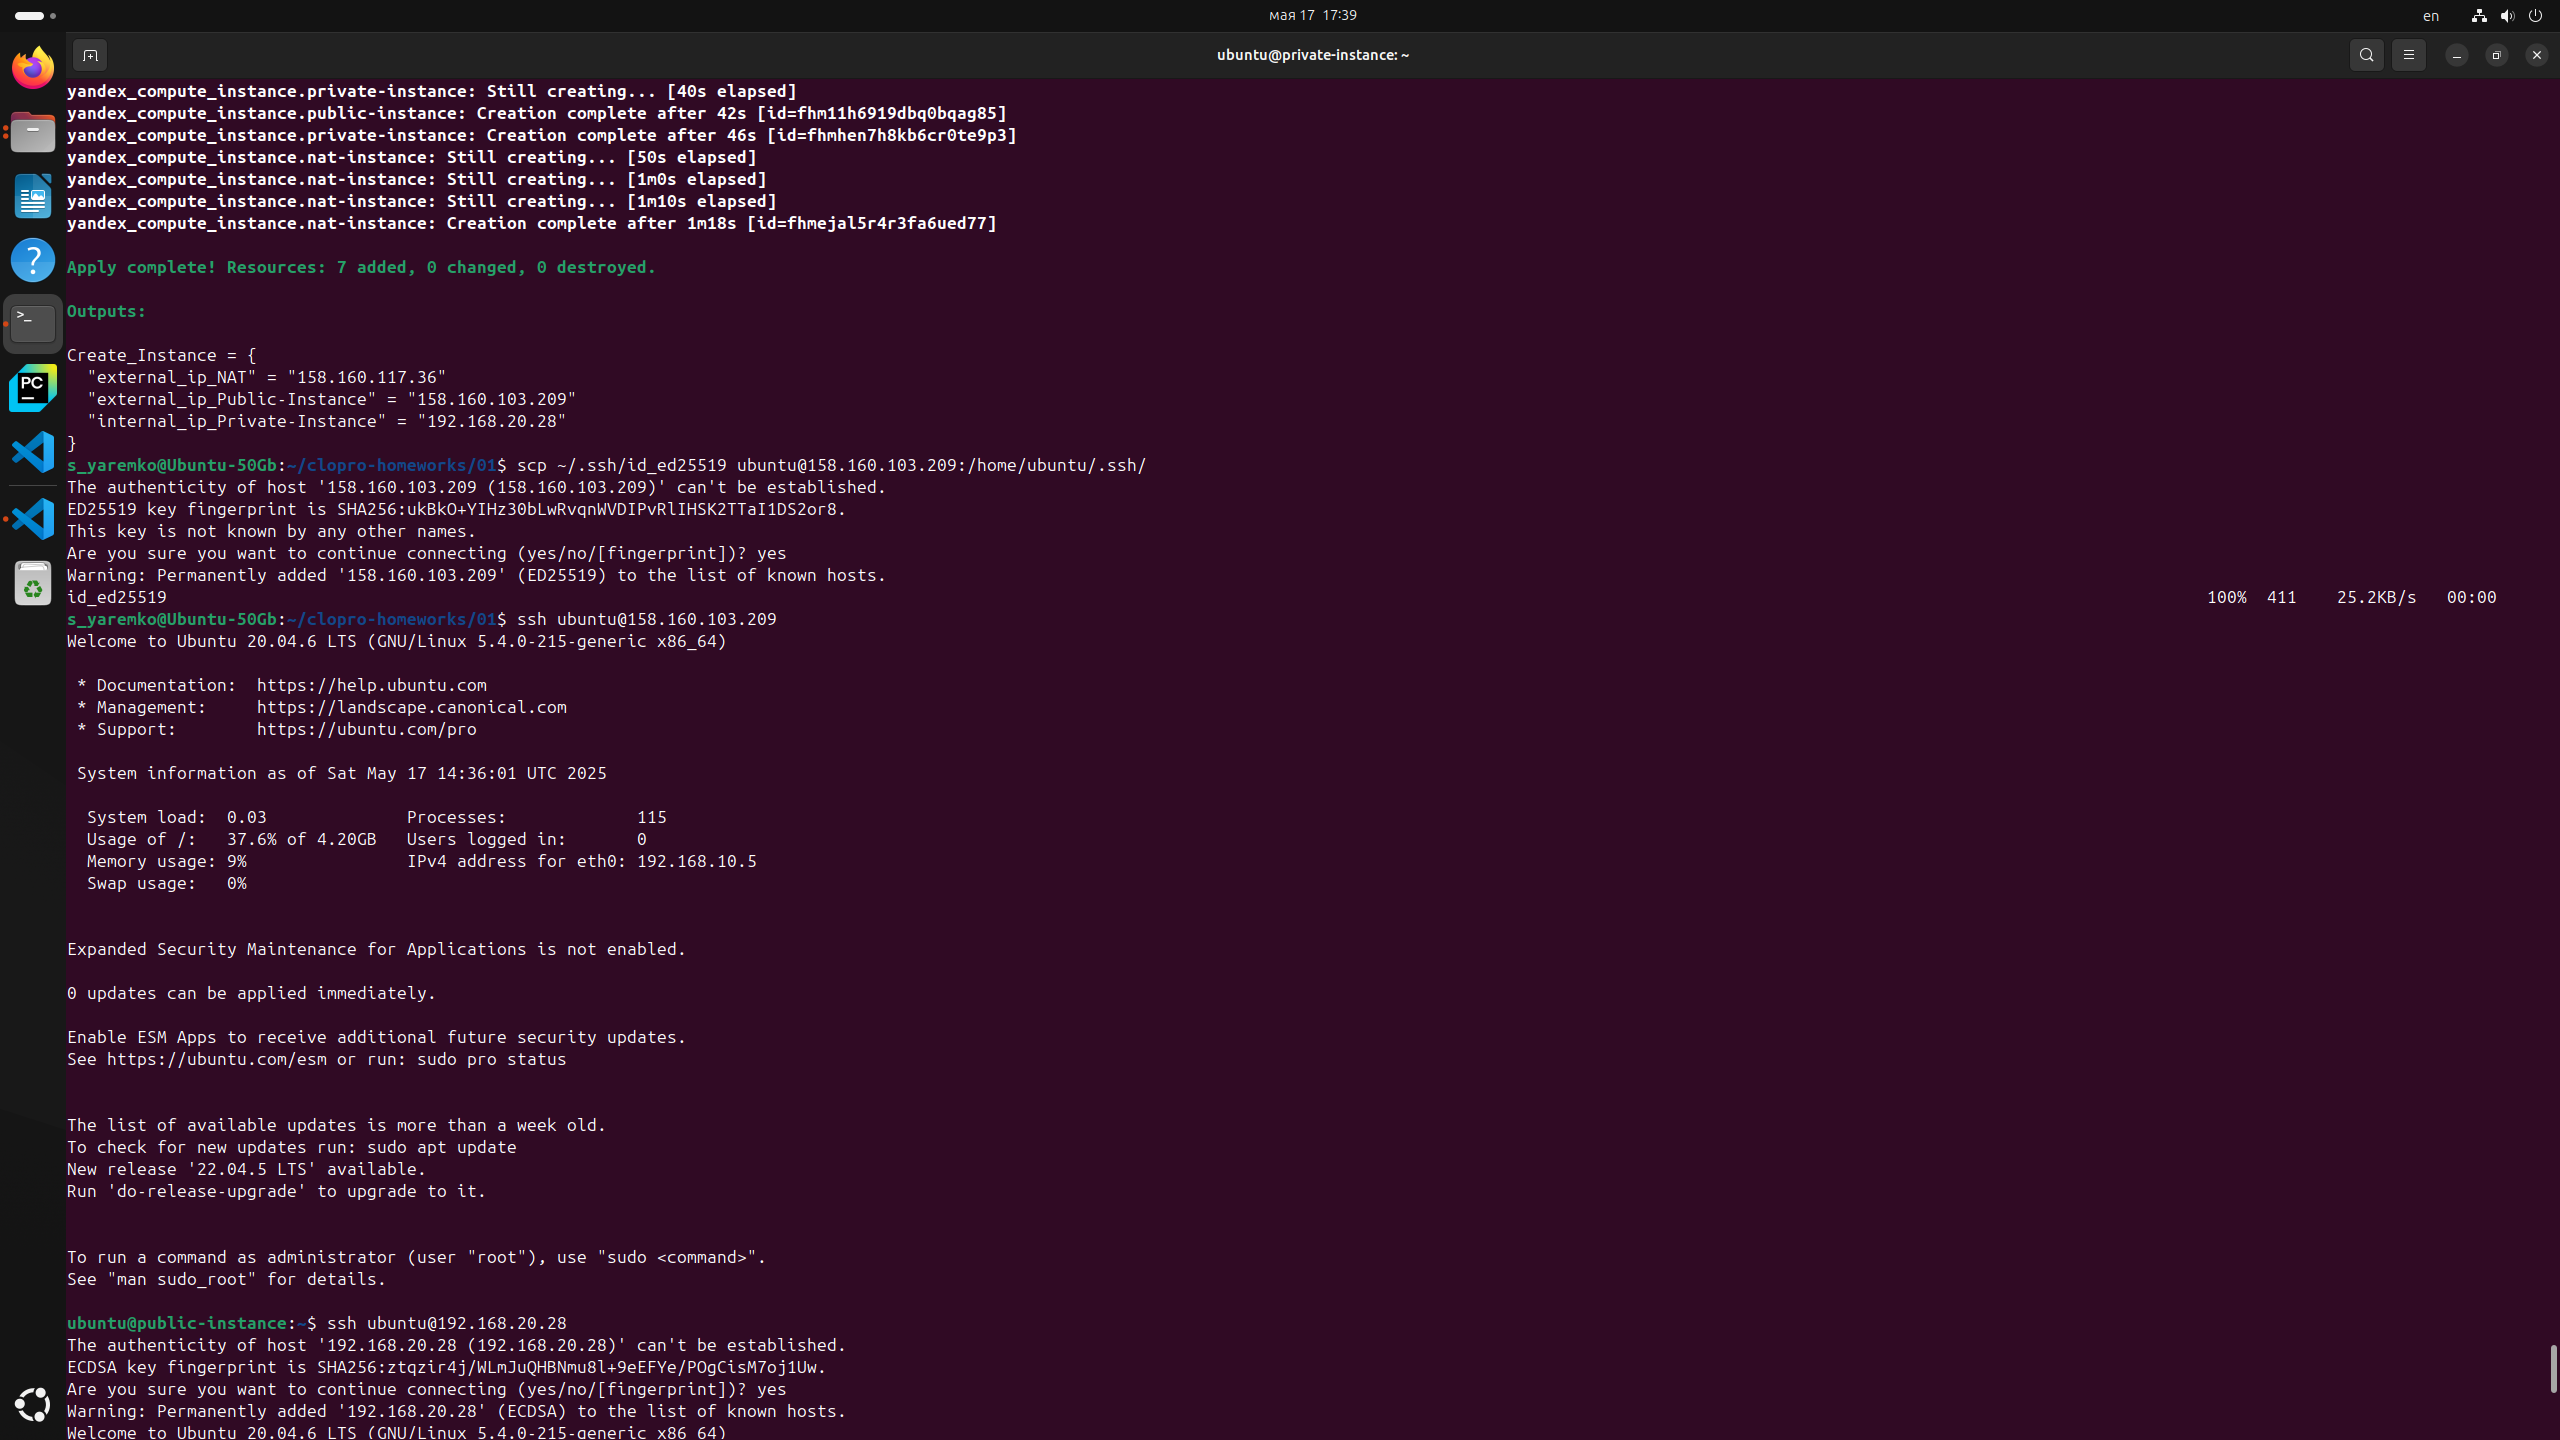 мая 17 17:39
en
ubuntu@private-instance: ~
yandex_compute_instance.private-instance: Still creating... [40s elapsed]
yandex_compute_instance.public-instance: Creation complete after 42s [id=fhm11h6919dbq0bqag85]
yandex_compute_instance.private-instance: Creation complete after 46s [id=fhmhen7h8kb6cr0te9p3]
yandex_compute_instance.nat-instance: Still creating... [50s elapsed]
yandex_compute_instance.nat-instance: Still creating... [1m0s elapsed]
yandex_compute_instance.nat-instance: Still creating... [1m10s elapsed]
yandex_compute_instance.nat-instance: Creation complete after 1m18s [id=fhmejal5r4r3fa6ued77]
Apply complete! Resources: 7 added, 0 changed, 0 destroyed.
Outputs:
Create_Instance = {
"external_ip_NAT" = "158.160.117.36"
"external_ip_Public-Instance" = "158.160.103.209"
"internal_ip_Private-Instance" = "192.168.20.28"
}
s_yaremko@Ubuntu-50Gb:~/clopro-homeworks/01$ scp ~/.ssh/id_ed25519 ubuntu@158.160.103.209:/home/ubuntu/.ssh/
The authenticity of host '158.160.103.209 (158.160.103.209)' can't be established.
ED25519 key fingerprint is SHA256:ukBkO+YIHz30bLwRvqnWVDIPvRlIHSK2TTaI1DS2or8.
This key is not known by any other names.
Are you sure you want to continue connecting (yes/no/[fingerprint])? yes
Warning: Permanently added '158.160.103.209' (ED25519) to the list of known hosts.
id_ed25519 100% 411 25.2KB/s 00:00
s_yaremko@Ubuntu-50Gb:~/clopro-homeworks/01$ ssh ubuntu@158.160.103.209
Welcome to Ubuntu 20.04.6 LTS (GNU/Linux 5.4.0-215-generic x86_64)
* Documentation: https://help.ubuntu.com
* Management: https://landscape.canonical.com
* Support: https://ubuntu.com/pro
System information as of Sat May 17 14:36:01 UTC 2025
System load: 0.03 Processes: 115
Usage of /: 37.6% of 4.20GB Users logged in: 0
Memory usage: 9% IPv4 address for eth0: 192.168.10.5
Swap usage: 0%
Expanded Security Maintenance for Applications is not enabled.
0 updates can be applied immediately.
Enable ESM Apps to receive additional future security updates.
See https://ubuntu.com/esm or run: sudo pro status
The list of available updates is more than a week old.
To check for new updates run: sudo apt update
New release '22.04.5 LTS' available.
Run 'do-release-upgrade' to upgrade to it.
To run a command as administrator (user "root"), use "sudo <command>".
See "man sudo_root" for details.
ubuntu@public-instance:~$ ssh ubuntu@192.168.20.28
The authenticity of host '192.168.20.28 (192.168.20.28)' can't be established.
ECDSA key fingerprint is SHA256:ztqzir4j/WLmJuQHBNmu8l+9eEFYe/POgCisM7oj1Uw.
Are you sure you want to continue connecting (yes/no/[fingerprint])? yes
Warning: Permanently added '192.168.20.28' (ECDSA) to the list of known hosts.
Welcome to Ubuntu 20.04.6 LTS (GNU/Linux 5.4.0-215-generic x86_64)